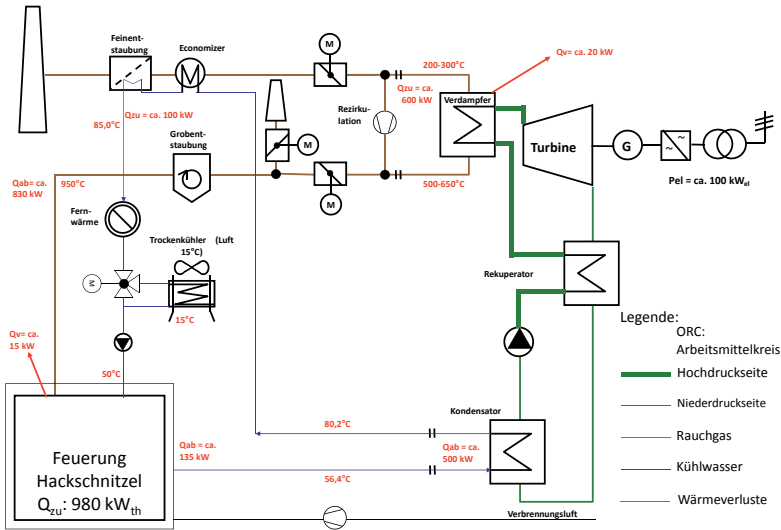 Feinent-
staubung
Economizer
M
200-300°C
Qv= ca. 20 kW
Qzu = ca.
600 kW
Verdampfer
Rezirku-
lation
Qzu = ca. 100 kW
85,0°C
M
Turbine
G
~
~
Grobent-
staubung
Qab= ca.
830 kW
950°C
500-650°C
M
Pel = ca. 100 kWel
Fern-
wärme
Trockenkühler (Luft
15°C)
M
15°C
Rekuperator
Qv= ca.
15 kW
50°C
Legende:
ORC:
Arbeitsmittelkreis
Hochdruckseite
Niederdruckseite
Rauchgas
Kühlwasser
Wärmeverluste
Kondensator
80,2°C
Qab = ca.
135 kW
Qab = ca.
500 kW
56,4°C
Feuerung
Hackschnitzel
Qzu: 980 kWth
Verbrennungsluft